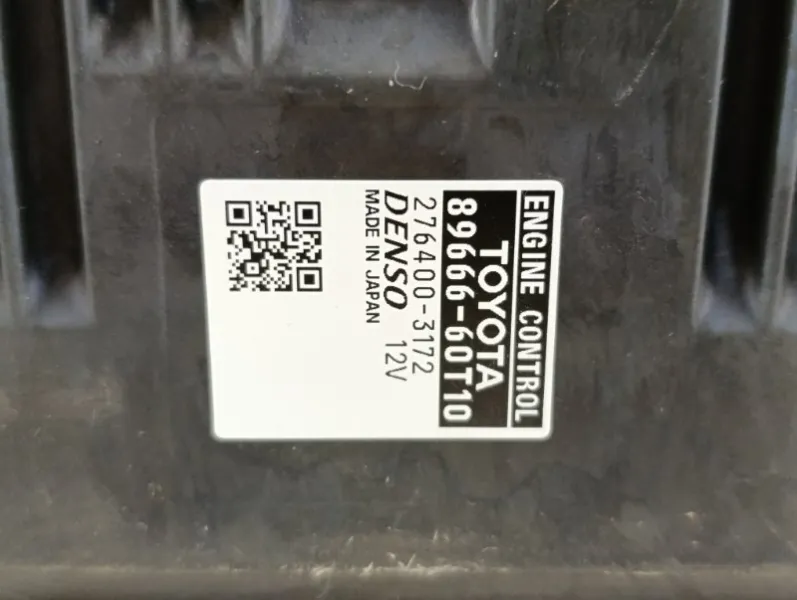 ENGINE CONTROL
TOYOTA
89666-60T10
276400-3172
DENSO 12V
MADE IN JAPAN